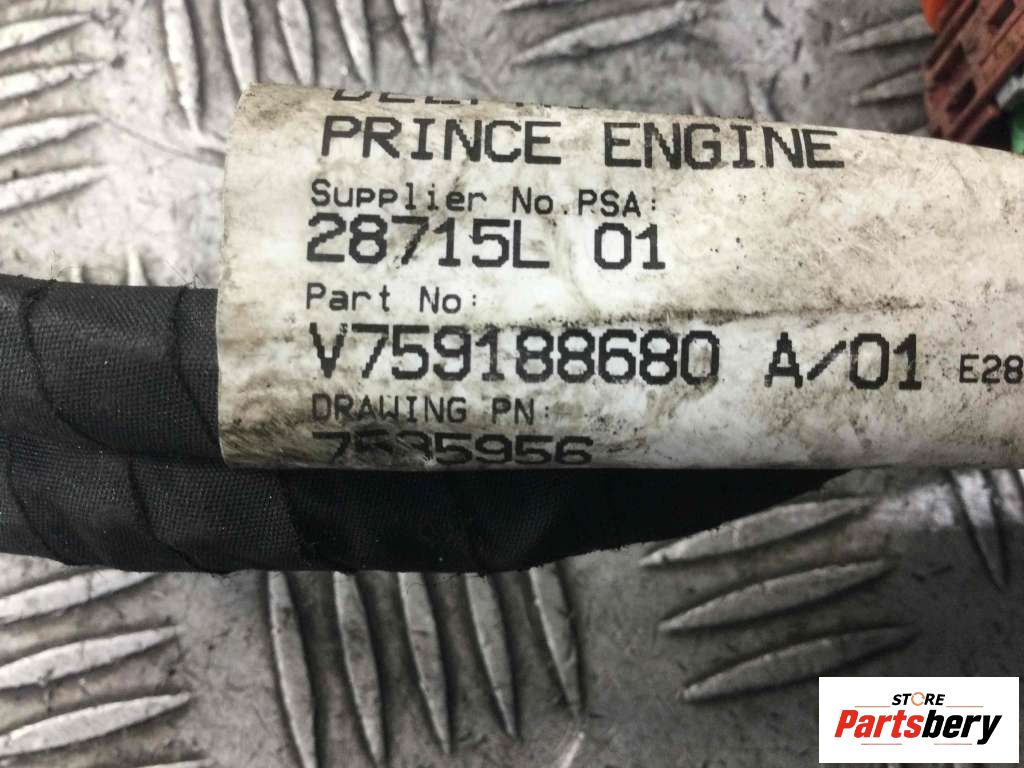 PRINCE ENGINE
Supplier No.PSA:
28715L 01
Part No:
V759188680 A/01 E28
DRAWING PN:
STORE
Partsbery